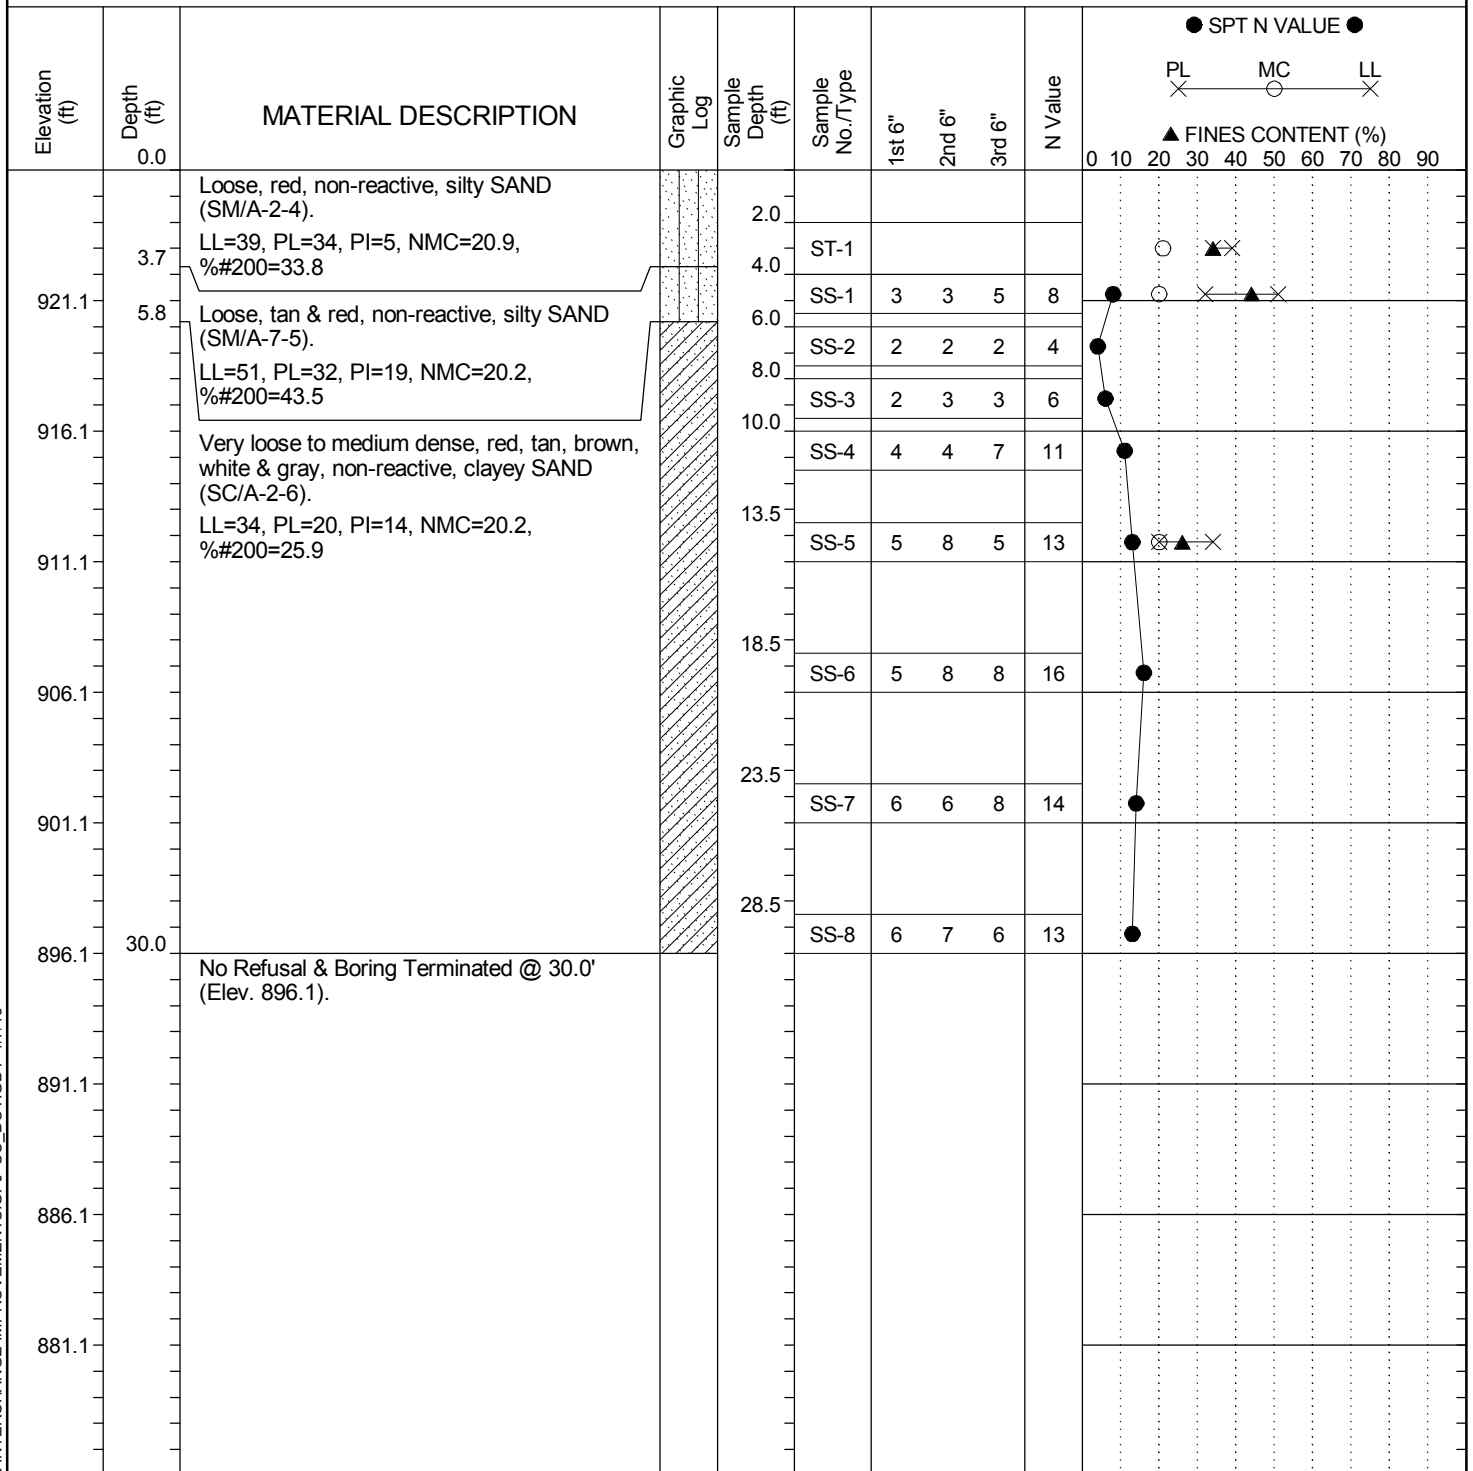 ● SPT N VALUE ●
PL MC LL
▲ FINES CONTENT (%)
0 10 20 30 40 50 60 70 80 90
Elevation (ft)
Depth (ft)
0.0
MATERIAL DESCRIPTION
Graphic Log
Sample Depth (ft)
Sample No./Type
1st 6"
2nd 6"
3rd 6"
N Value
Loose, red, non-reactive, silty SAND
(SM/A-2-4).
LL=39, PL=34, PI=5, NMC=20.9,
%#200=33.8
3.7
2.0
ST-1
4.0
921.1
5.8
Loose, tan & red, non-reactive, silty SAND
(SM/A-7-5).
LL=51, PL=32, PI=19, NMC=20.2,
%#200=43.5
SS-1 3 3 5 8
6.0
SS-2 2 2 2 4
8.0
SS-3 2 3 3 6
10.0
916.1
Very loose to medium dense, red, tan, brown,
white & gray, non-reactive, clayey SAND
(SC/A-2-6).
LL=34, PL=20, PI=14, NMC=20.2,
%#200=25.9
SS-4 4 4 7 11
13.5
SS-5 5 8 5 13
911.1
18.5
SS-6 5 8 8 16
906.1
23.5
SS-7 6 6 8 14
901.1
28.5
SS-8 6 7 6 13
896.1
30.0
No Refusal & Boring Terminated @ 30.0'
(Elev. 896.1).
891.1
886.1
881.1